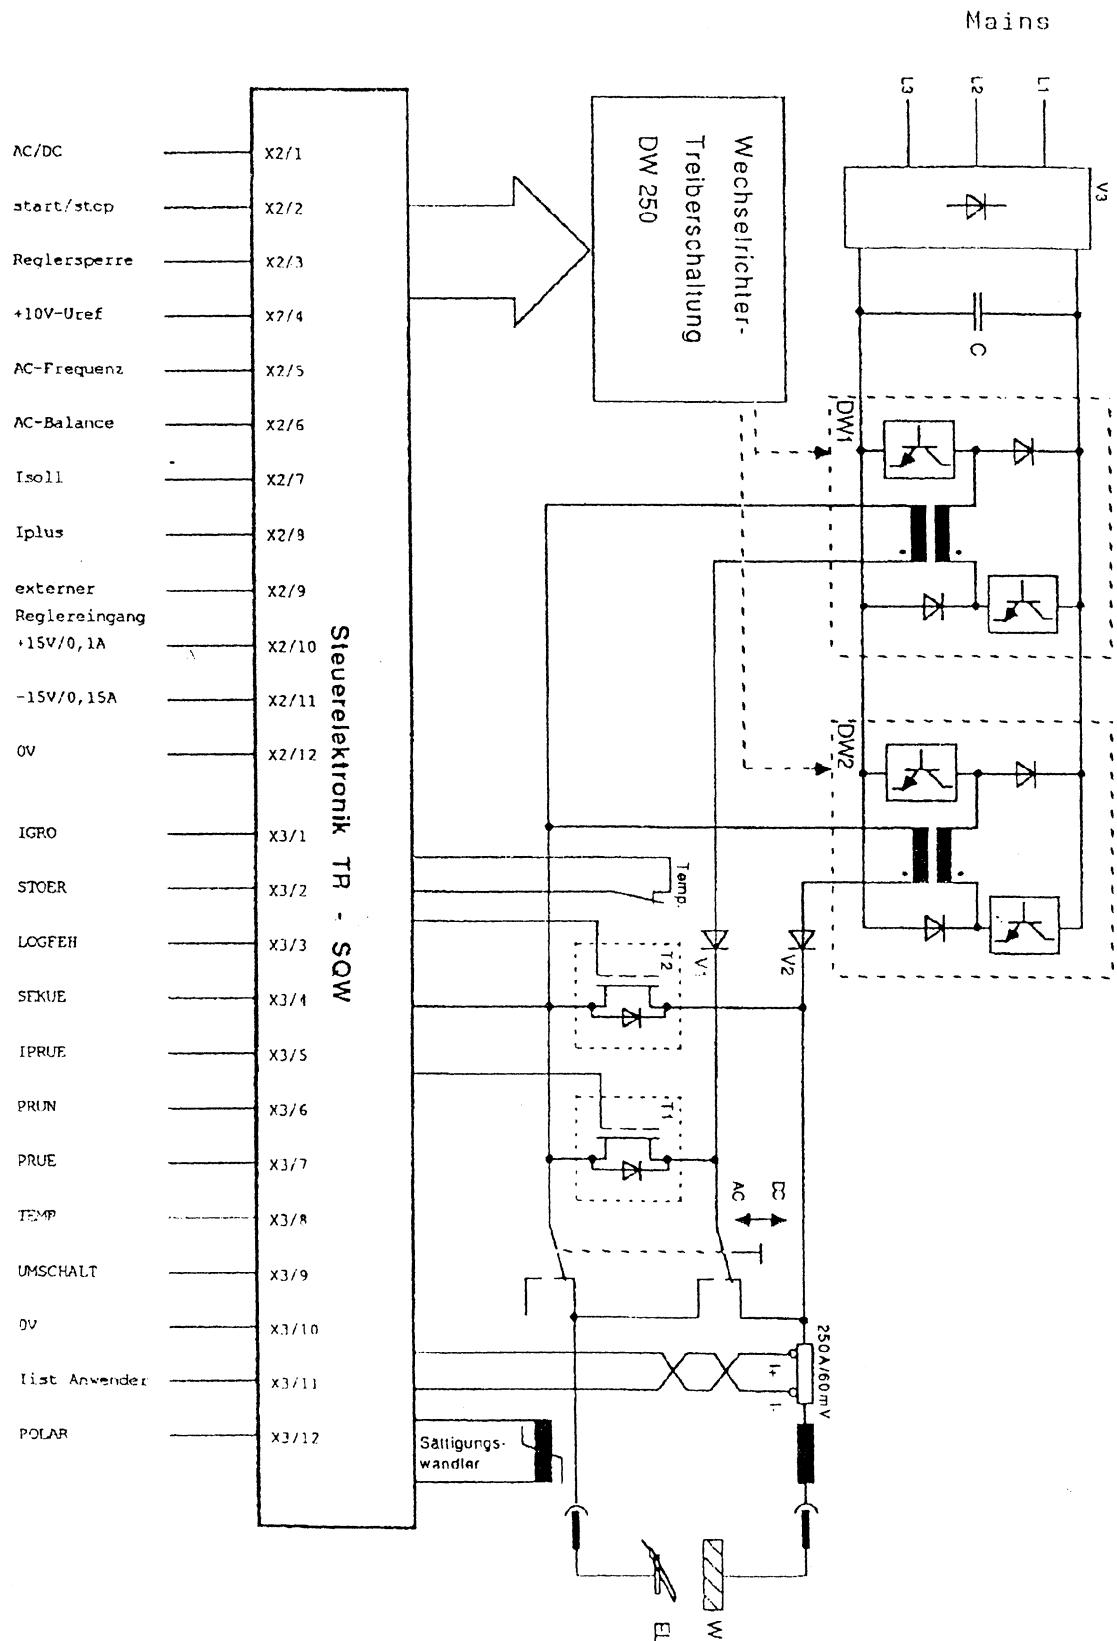 Mains
L3
L2
L1
V3
Wechselrichter-
Treiberschaltung
DW 250
C
DW1
DW2
AC/DC X2/1
start/stop X2/2
Reglersperre X2/3
+10V-Uref X2/4
AC-Frequenz X2/5
AC-Balance X2/6
Isoll X2/7
Iplus X2/8
externer X2/9
Reglereingang
+15V/0,1A X2/10
-15V/0,15A X2/11
0V X2/12
IGRO X3/1
STOER X3/2
LOGFEH X3/3
SEKUE X3/4
IPRUE X3/5
PRUN X3/6
PRUE X3/7
TEMP X3/8
UMSCHALT X3/9
0V X3/10
Iist Anwender X3/11
POLAR X3/12
Steuerelektronik TR - SQW
Temp.
V1
V2
T2
T1
AC
DC
250A/60mV
I+
I-
Sättigungs-
wandler
EL
W